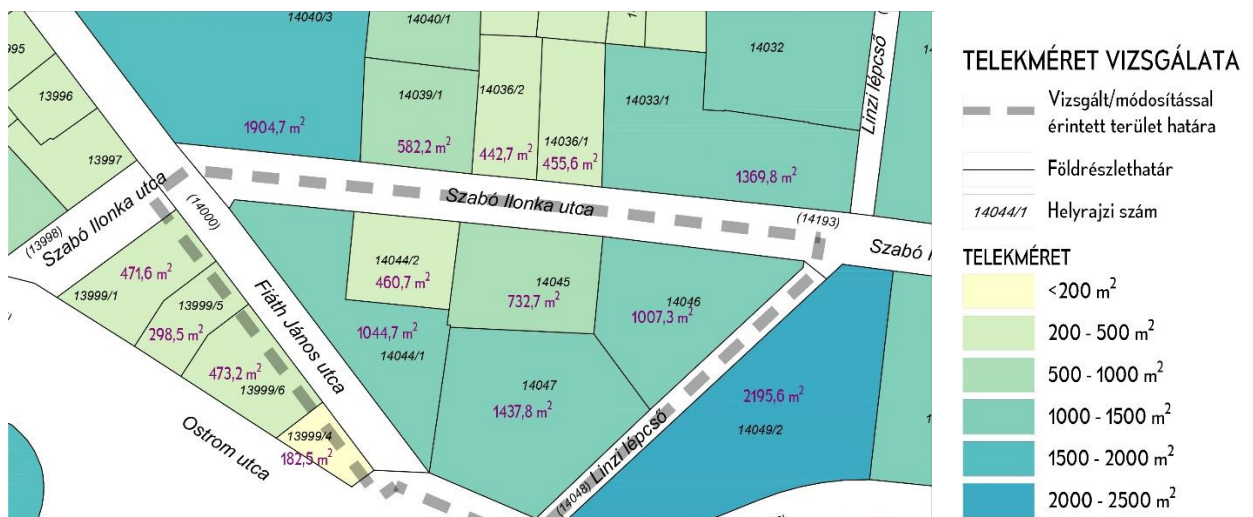 14040/3
14040/1
14032
995
13996
13997
14039/1
14036/2
14036/1
14033/1
Linzi lépcső
1904,7 m²
582,2 m²
442,7 m²
455,6 m²
1369,8 m²
(13998)
Szabó Ilonka utca
(14000)
Szabó Ilonka utca
(14193)
Szabó I
471,6 m²
13999/1
13999/5
298,5 m²
473,2 m²
13999/6
13999/4
182,5 m²
Fiáth János utca
Ostrom utca
14044/2
460,7 m²
1044,7 m²
14044/1
14045
732,7 m²
14046
1007,3 m²
14047
1437,8 m²
(14048) Linzi lépcső
2195,6 m²
14049/2
TELEKMÉRET VIZSGÁLATA
Vizsgált/módosítással
érintett terület határa
Földrészlethatár
14044/1 Helyrajzi szám
TELEKMÉRET
<200 m²
200 - 500 m²
500 - 1000 m²
1000 - 1500 m²
1500 - 2000 m²
2000 - 2500 m²